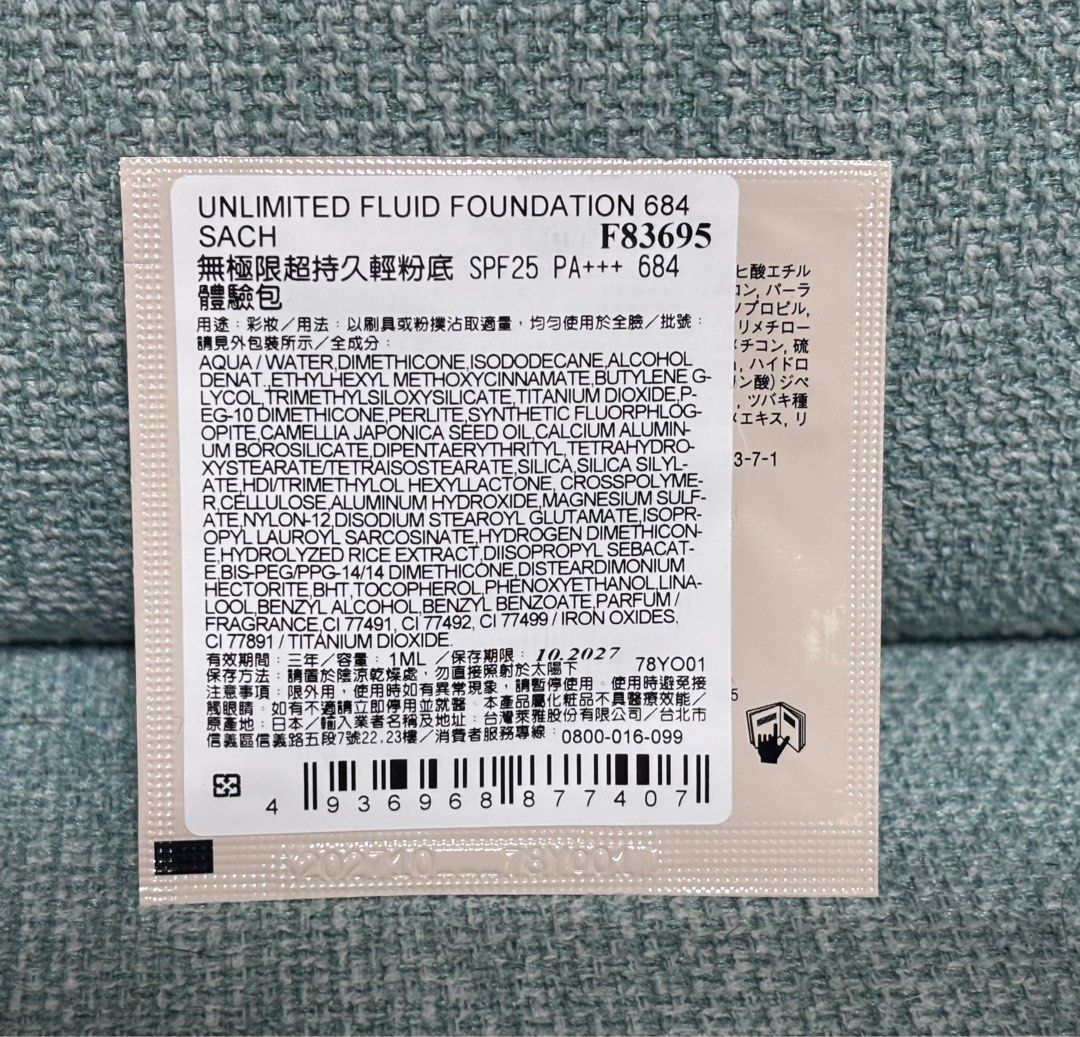 UNLIMITED FLUID FOUNDATION 684
SACH F83695
無極限超持久輕粉底 SPF25 PA+++ 684
體驗包
用途：彩妝／用法：以刷具或粉撲沾取適量，均勻使用於全臉／批號：
請見外包裝所示／全成分：
AQUA / WATER,DIMETHICONE,ISODODECANE,ALCOHOL
DENAT.,ETHYLHEXYL METHOXYCINNAMATE,BUTYLENE G-
LYCOL,TRIMETHYLSILOXYSILICATE,TITANIUM DIOXIDE,P-
EG-10 DIMETHICONE,PERLITE,SYNTHETIC FLUORPHLOG-
OPITE,CAMELLIA JAPONICA SEED OIL,CALCIUM ALUMIN-
UM BOROSILICATE,DIPENTAERYTHRITYL TETRAHYDRO-
XYSTEARATE/TETRAISOSTEARATE,SILICA,SILICA SILYL-
ATE,HDI/TRIMETHYLOL HEXYLLACTONE CROSSPOLYME-
R,CELLULOSE,ALUMINUM HYDROXIDE,MAGNESIUM SULF-
ATE,NYLON-12,DISODIUM STEAROYL GLUTAMATE,ISOPR-
OPYL LAUROYL SARCOSINATE,HYDROGEN DIMETHICON-
E,HYDROLYZED RICE EXTRACT,DIISOPROPYL SEBACAT-
E,BIS-PEG/PPG-14/14 DIMETHICONE,DISTEARDIMONIUM
HECTORITE,BHT,TOCOPHEROL,PHENOXYETHANOL,LINA-
LOOL,BENZYL ALCOHOL,BENZYL BENZOATE,PARFUM /
FRAGRANCE,CI 77491, CI 77492, CI 77499 / IRON OXIDES,
CI 77891 / TITANIUM DIOXIDE.
有效期間：三年／容量：1ML ／保存期限：10.2027
保存方法：請置於陰涼乾燥處，勿直接照射於太陽下 78YO01
注意事項：限外用，使用時如有異常現象，請暫停使用。使用時避免接
觸眼睛。如有不適請立即停用並就醫。本產品屬化粧品不具醫療效能／
原產地：日本／輸入業者名稱及地址：台灣萊雅股份有限公司／台北市
信義區信義路五段7號22.23樓／消費者服務專線：0800-016-099
4 936968 877407
ヒ酸エチル
コン, パーラ
ソプロピル,
リメチロー
メチコン, 硫
ハイドロ
リン酸)ジペ
, ツバキ種
メエキス, リ
3-7-1
5